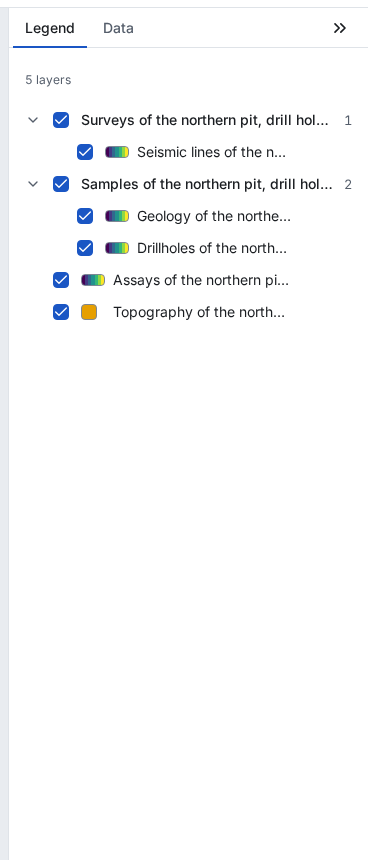 Legend Data
5 layers
Surveys of the northern pit, drill hol... 1
Seismic lines of the n...
Samples of the northern pit, drill hol... 2
Geology of the northe...
Drillholes of the north...
Assays of the northern pi...
Topography of the north...